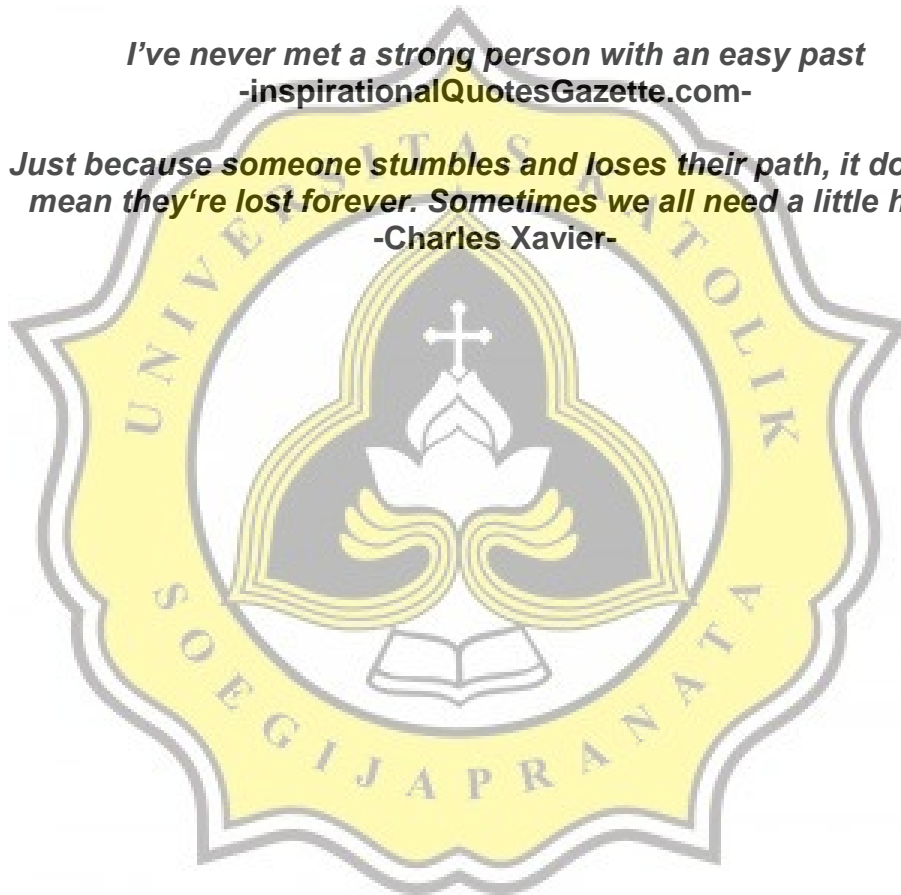 I've never met a strong person with an easy past
-inspirationalQuotesGazette.com-
Just because someone stumbles and loses their path, it do
mean they're lost forever. Sometimes we all need a little h
-Charles Xavier-
UNIVERSITAS KATOLIK
SOEGIJAPRANATA